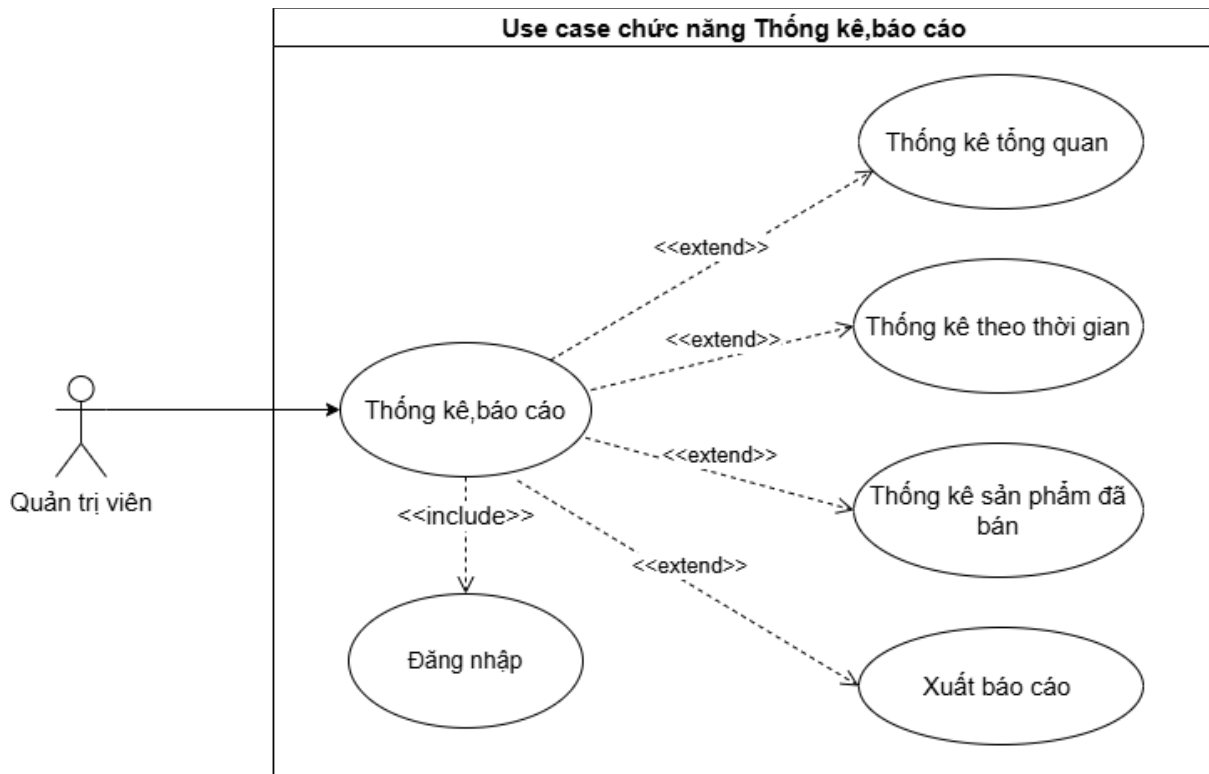 Use case chức năng Thống kê,báo cáo
Thống kê tổng quan
<<extend>>
Thống kê theo thời gian
<<extend>>
Thống kê,báo cáo
<<extend>>
Thống kê sản phẩm đã
bán
Quản trị viên
<<include>>
<<extend>>
Đăng nhập
Xuất báo cáo